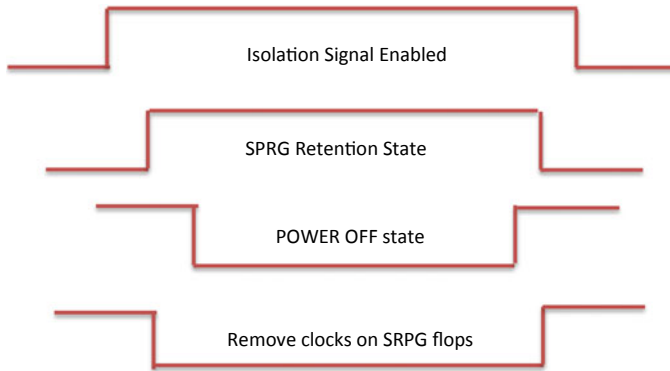 Isolation Signal Enabled
SPRG Retention State
POWER OFF state
Remove clocks on SRPG flops